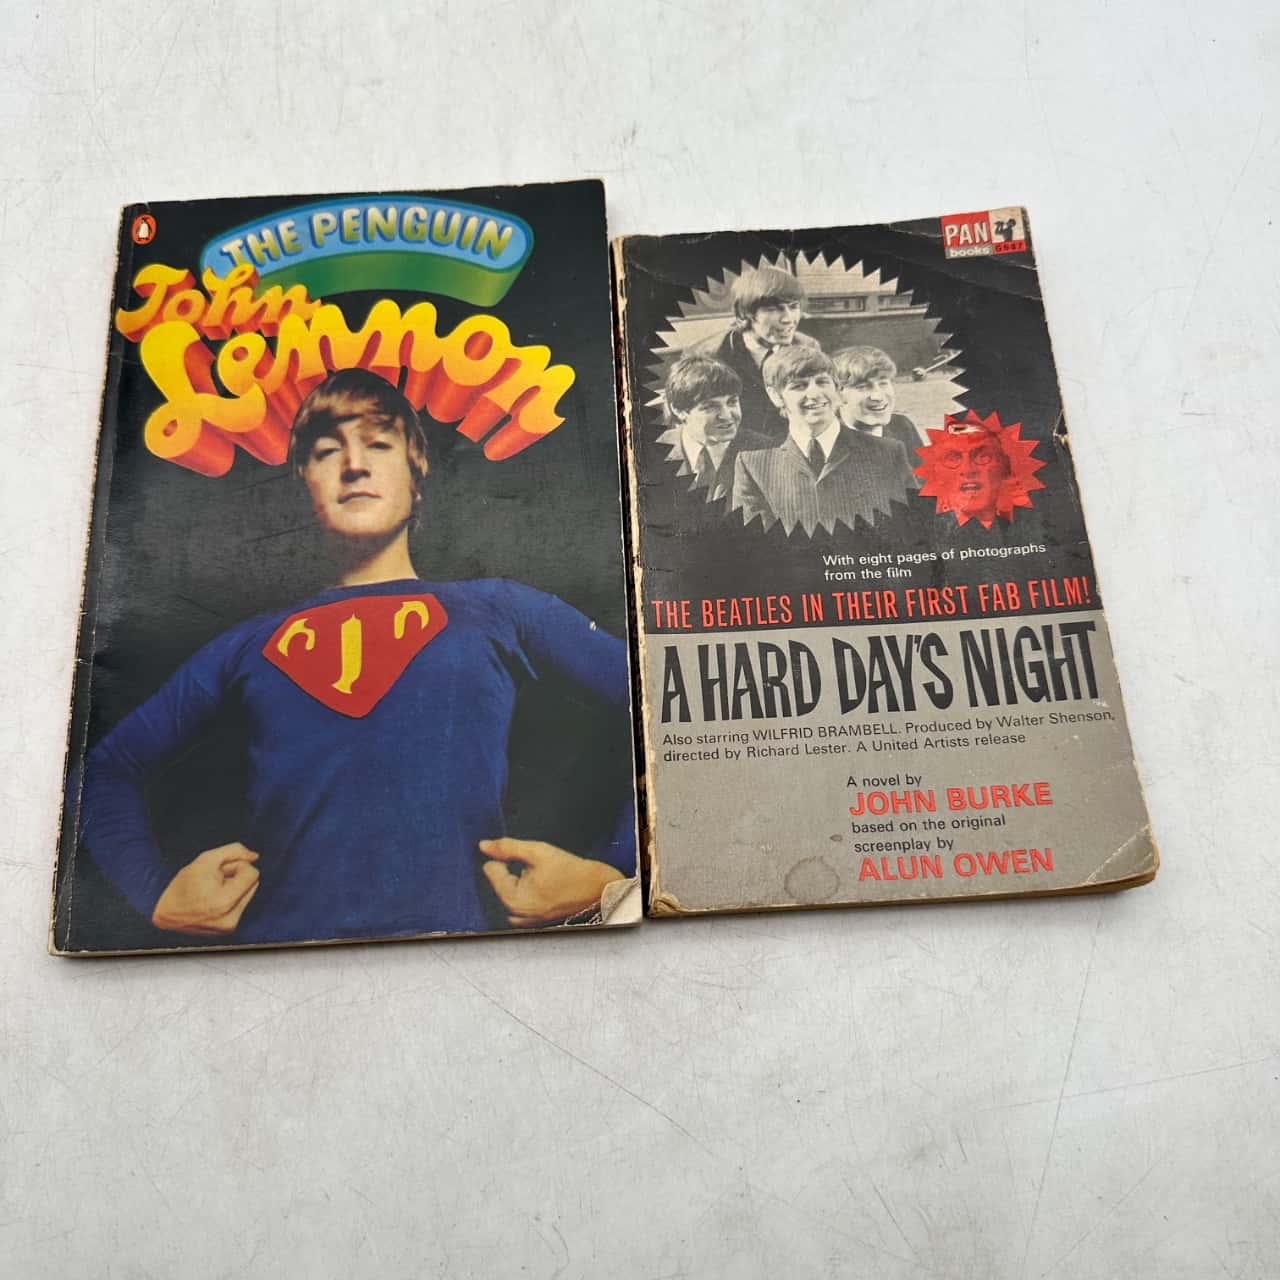 THE PENGUIN
John
Lennon
J
PAN
books G687
With eight pages of photographs
from the film
THE BEATLES IN THEIR FIRST FAB FILM!
A HARD DAY'S NIGHT
Also starring WILFRID BRAMBELL. Produced by Walter Shenson,
directed by Richard Lester. A United Artists release
A novel by
JOHN BURKE
based on the original
screenplay by
ALUN OWEN